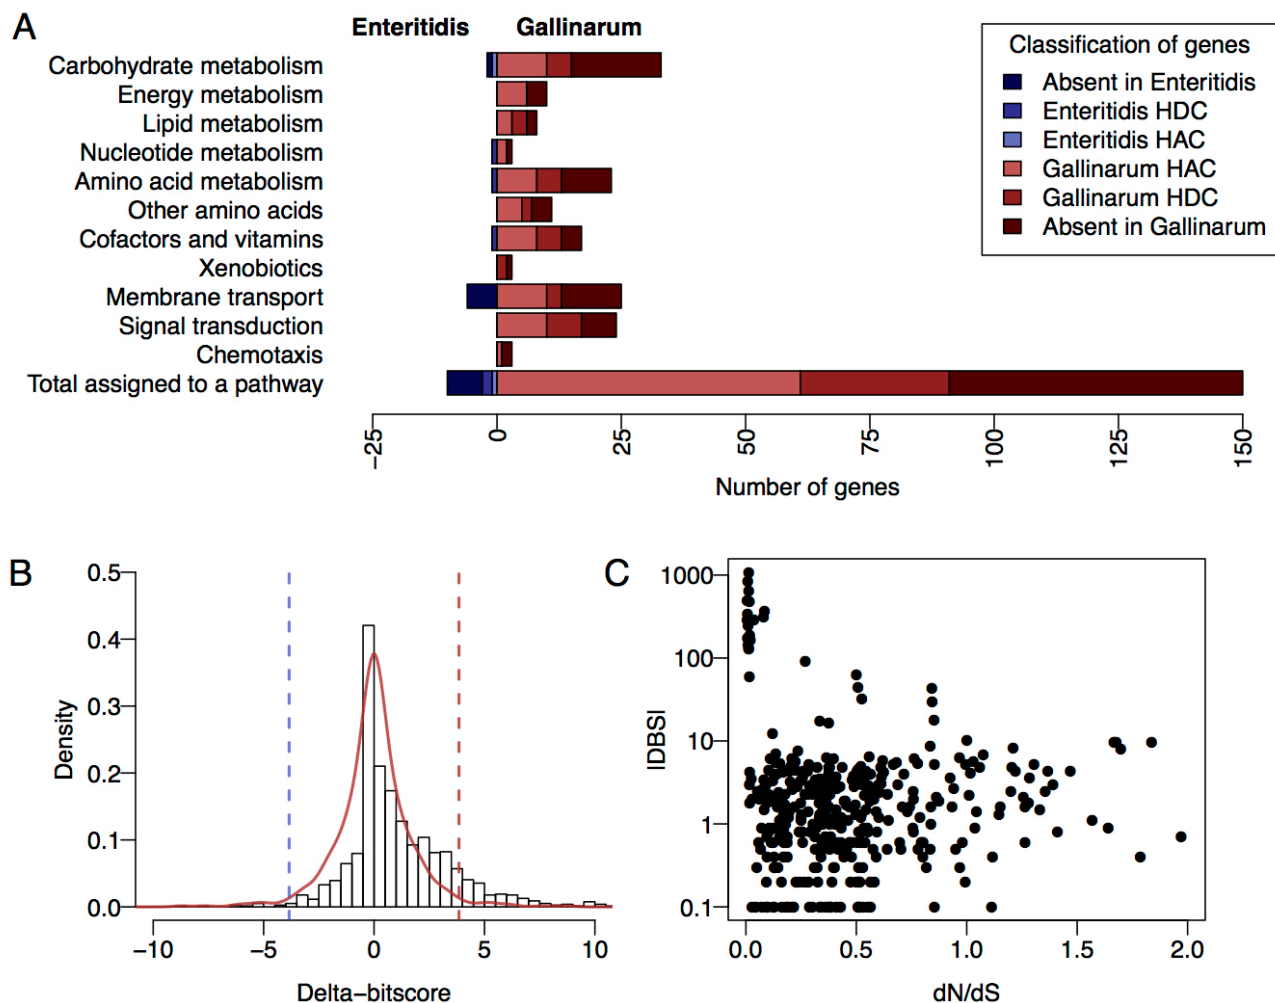 A
Enteritidis Gallinarum
Carbohydrate metabolism
Energy metabolism
Lipid metabolism
Nucleotide metabolism
Amino acid metabolism
Other amino acids
Cofactors and vitamins
Xenobiotics
Membrane transport
Signal transduction
Chemotaxis
Total assigned to a pathway
−25 0 25 50 75 100 125 150
Number of genes
Classification of genes
Absent in Enteritidis
Enteritidis HDC
Enteritidis HAC
Gallinarum HAC
Gallinarum HDC
Absent in Gallinarum
B
Density
0.5
0.4
0.3
0.2
0.1
0.0
−10 −5 0 5 10
Delta−bitscore
C
|DBS|
1000
100
10
1
0.1
0.0 0.5 1.0 1.5 2.0
dN/dS